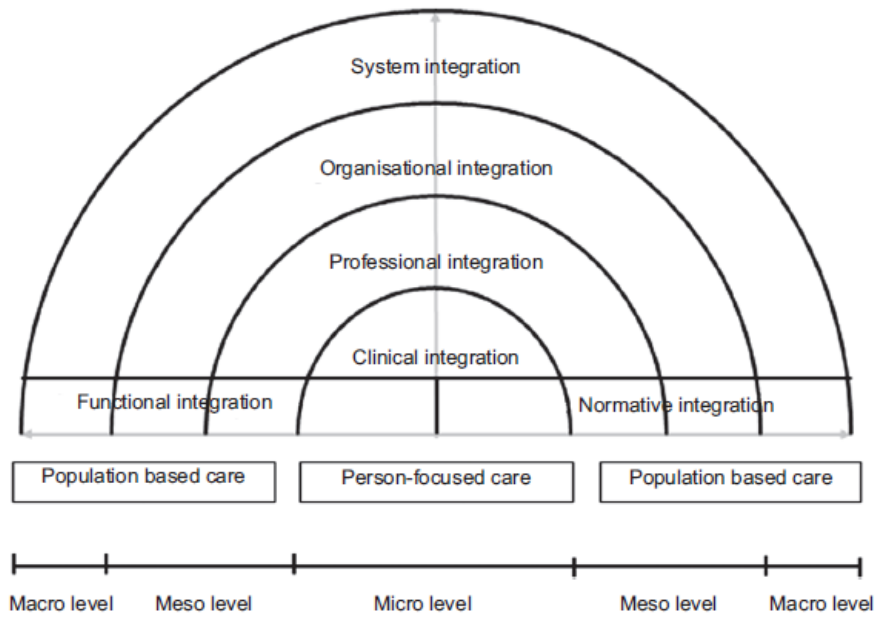 System integration
Organisational integration
Professional integration
Clinical integration
Functional integration
Normative integration
Population based care
Person-focused care
Population based care
Macro level
Meso level
Micro level
Meso level
Macro level